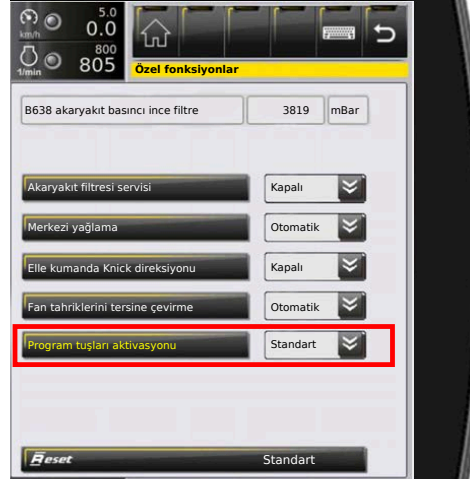 km/h
5.0
0.0
1/min
800
805
Özel fonksiyonlar
B638 akaryakıt basıncı ince filtre 3819 mBar
Akaryakıt filtresi servisi Kapalı
Merkezi yağlama Otomatik
Elle kumanda Knick direksiyonu Kapalı
Fan tahriklerini tersine çevirme Otomatik
Program tuşları aktivasyonu Standart
Reset Standart